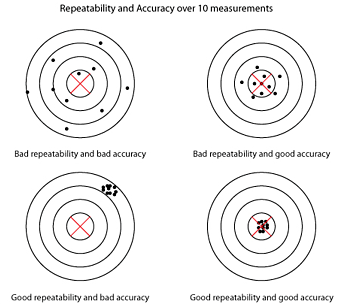 Repeatability and Accuracy over 10 measurements
Bad repeatability and bad accuracy
Bad repeatability and good accuracy
Good repeatability and bad accuracy
Good repeatability and good accuracy